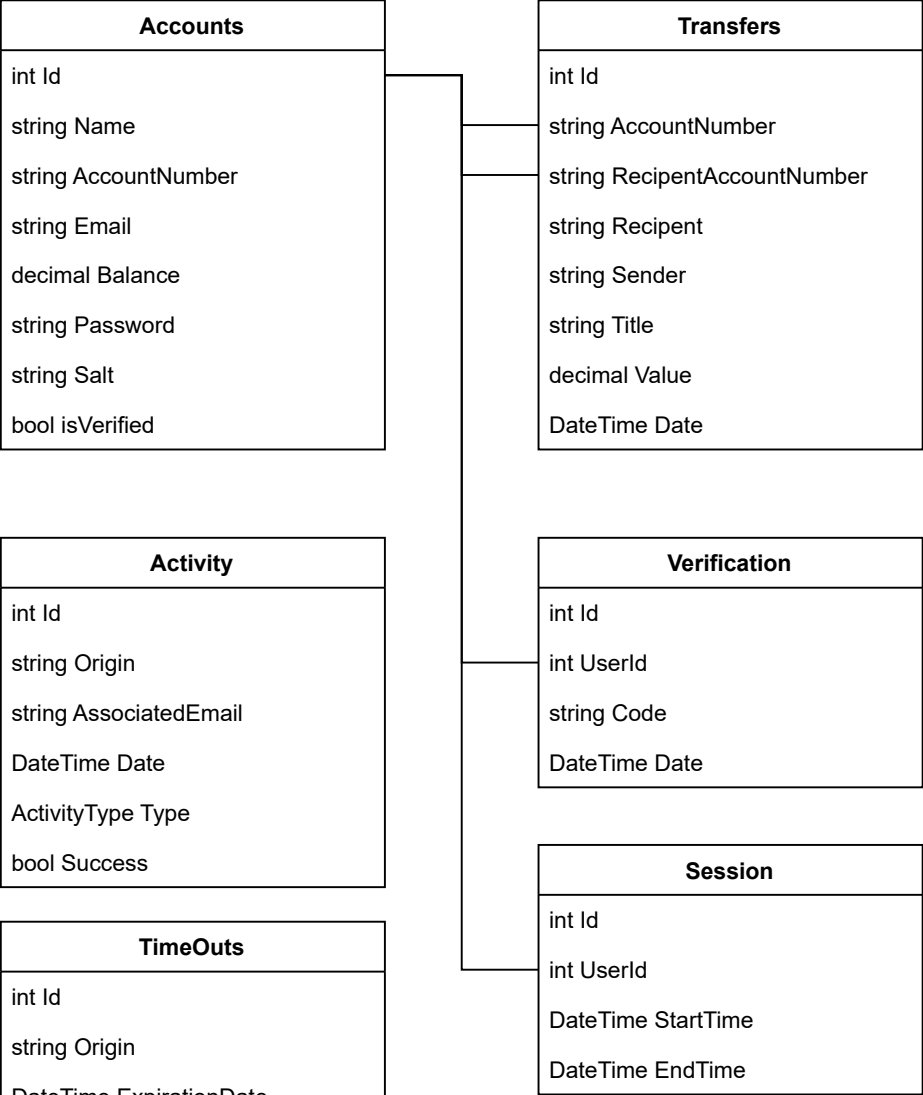 Accounts
int Id
string Name
string AccountNumber
string Email
decimal Balance
string Password
string Salt
bool isVerified
Transfers
int Id
string AccountNumber
string RecipentAccountNumber
string Recipent
string Sender
string Title
decimal Value
DateTime Date
Activity
int Id
string Origin
string AssociatedEmail
DateTime Date
ActivityType Type
bool Success
Verification
int Id
int UserId
string Code
DateTime Date
TimeOuts
int Id
string Origin
DateTime ExpirationDate
Session
int Id
int UserId
DateTime StartTime
DateTime EndTime